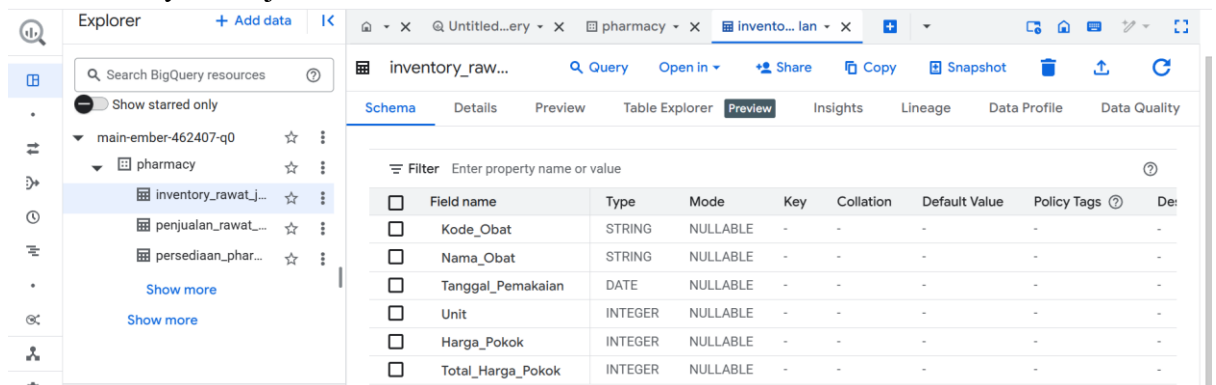 Explorer + Add data
Untitled...ery pharmacy invento... lan
Search BigQuery resources
Show starred only
main-ember-462407-q0
pharmacy
inventory_rawat_j...
penjualan_rawat_...
persediaan_phar...
Show more
Show more
inventory_raw... Query Open in Share Copy Snapshot
Schema Details Preview Table Explorer Preview Insights Lineage Data Profile Data Quality
Filter Enter property name or value
Field name Type Mode Key Collation Default Value Policy Tags Des
Kode_Obat STRING NULLABLE - - - - -
Nama_Obat STRING NULLABLE - - - - -
Tanggal_Pemakaian DATE NULLABLE - - - - -
Unit INTEGER NULLABLE - - - - -
Harga_Pokok INTEGER NULLABLE - - - - -
Total_Harga_Pokok INTEGER NULLABLE - - - - -